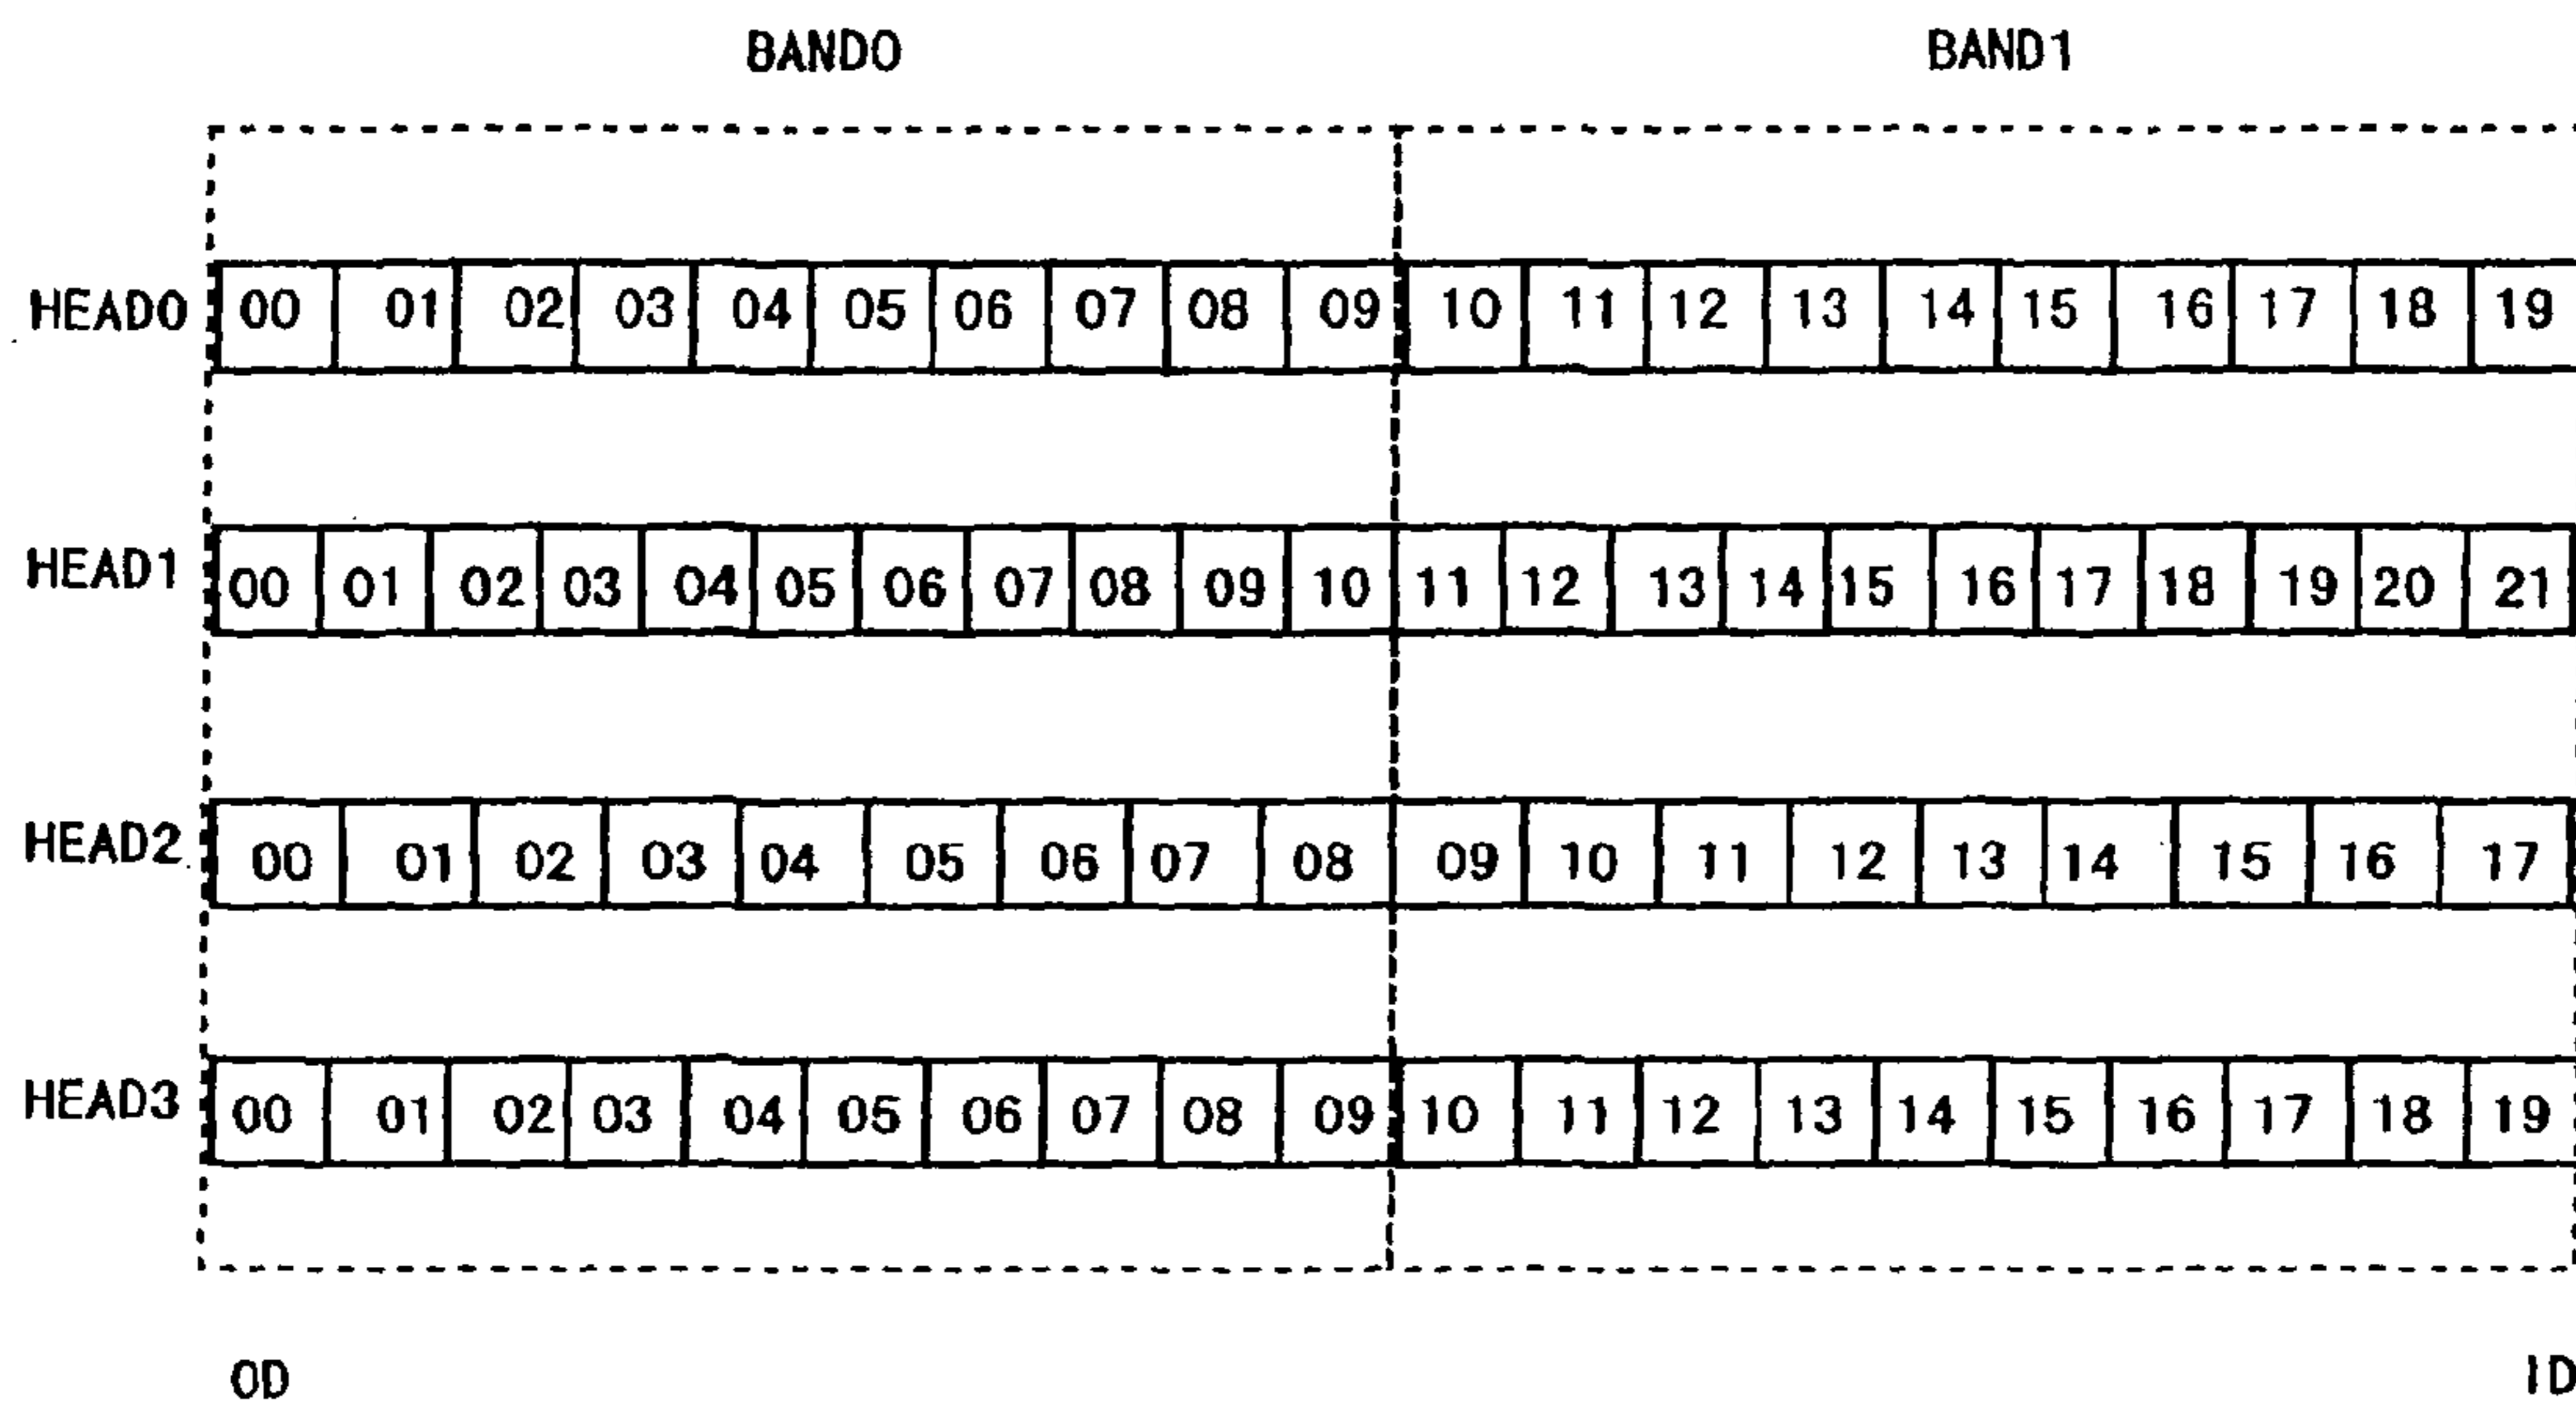 BAND0 BAND1
HEAD0 00 01 02 03 04 05 06 07 08 09 10 11 12 13 14 15 16 17 18 19
HEAD1 00 01 02 03 04 05 06 07 08 09 10 11 12 13 14 15 16 17 18 19 20 21
HEAD2 00 01 02 03 04 05 06 07 08 09 10 11 12 13 14 15 16 17
HEAD3 00 01 02 03 04 05 06 07 08 09 10 11 12 13 14 15 16 17 18 19
OD ID